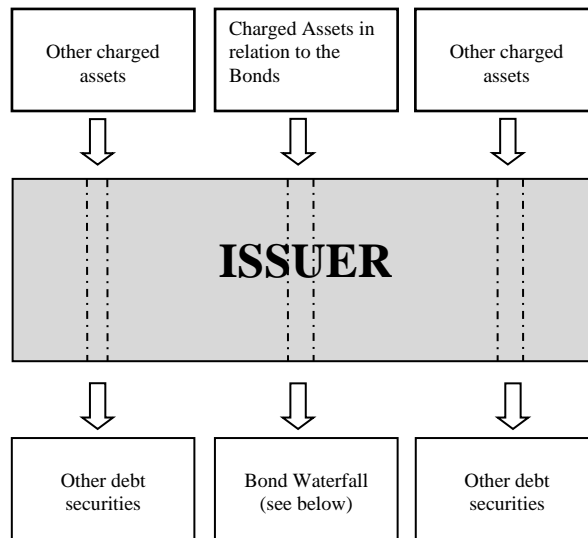 Other charged
assets
Charged Assets in
relation to the
Bonds
Other charged
assets
ISSUER
Other debt
securities
Bond Waterfall
(see below)
Other debt
securities